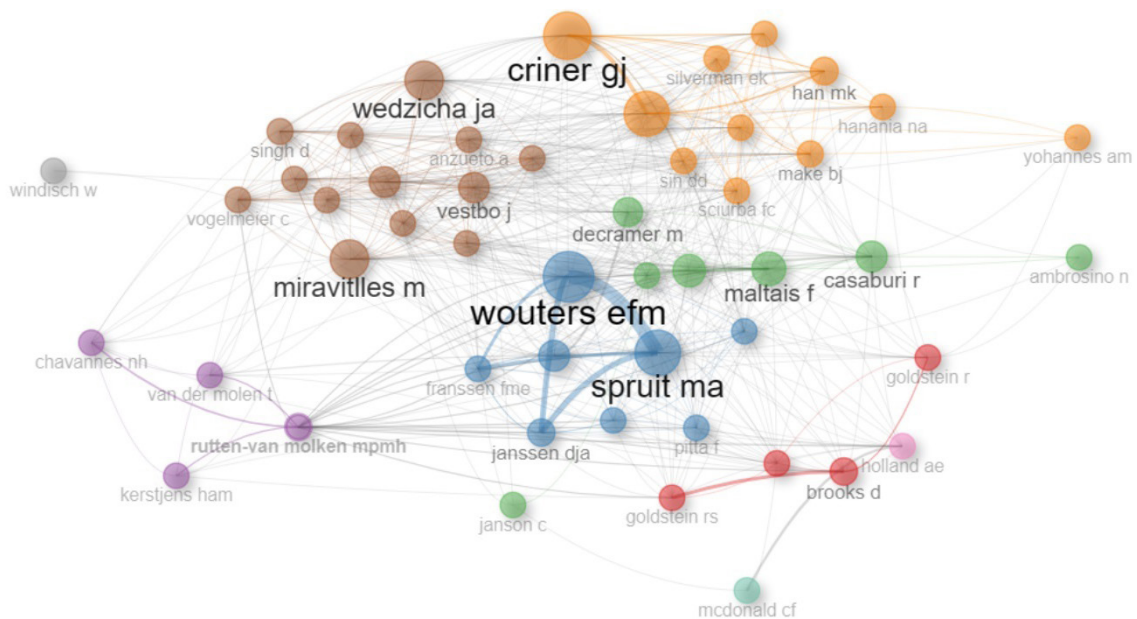 criner gj
silverman ek
han mk
wedzicha ja
hanania na
singh d
anzueto a
yohannes am
sin dd
make bj
windisch w
sciurba fc
vogelmeier c
vestbo j
decramer m
miravitlles m
maltais f
casaburi r
ambrosino n
wouters efm
chavannes nh
van der molen t
franssen fme
spruit ma
goldstein r
rutten-van molken mpmh
janssen dja
pitta f
holland ae
kerstjens ham
brooks d
janson c
goldstein rs
mcdonald cf